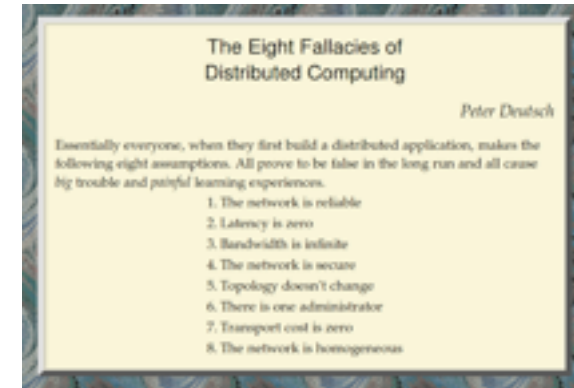 The Eight Fallacies of
Distributed Computing
Peter Deutsch
Essentially everyone, when they first build a distributed application, makes the
following eight assumptions. All prove to be false in the long run and all cause
big trouble and painful learning experiences.
1. The network is reliable
2. Latency is zero
3. Bandwidth is infinite
4. The network is secure
5. Topology doesn't change
6. There is one administrator
7. Transport cost is zero
8. The network is homogeneous